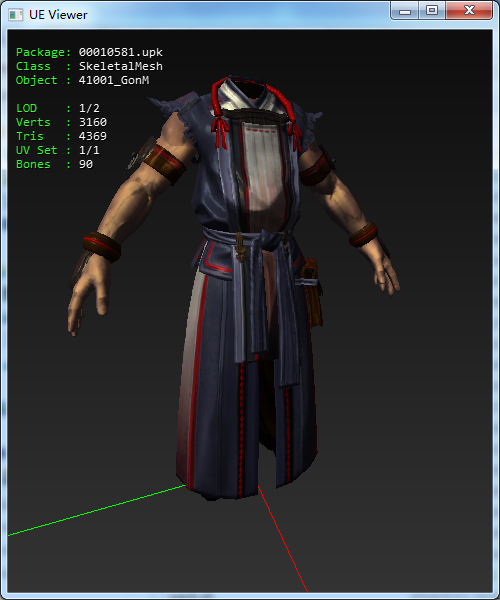 UE Viewer
Package: 00010581.upk
Class : SkeletalMesh
Object : 41001_GonM
LOD : 1/2
Verts : 3160
Tris : 4369
UV Set : 1/1
Bones : 90